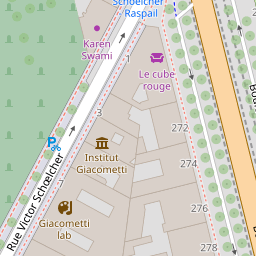 Schoelcher
Raspail
Karen
Swami
1
Le cube
rouge
3
272
Institut
Giacometti
274
Rue Victor Schœlcher
Giacometti
lab
276
278